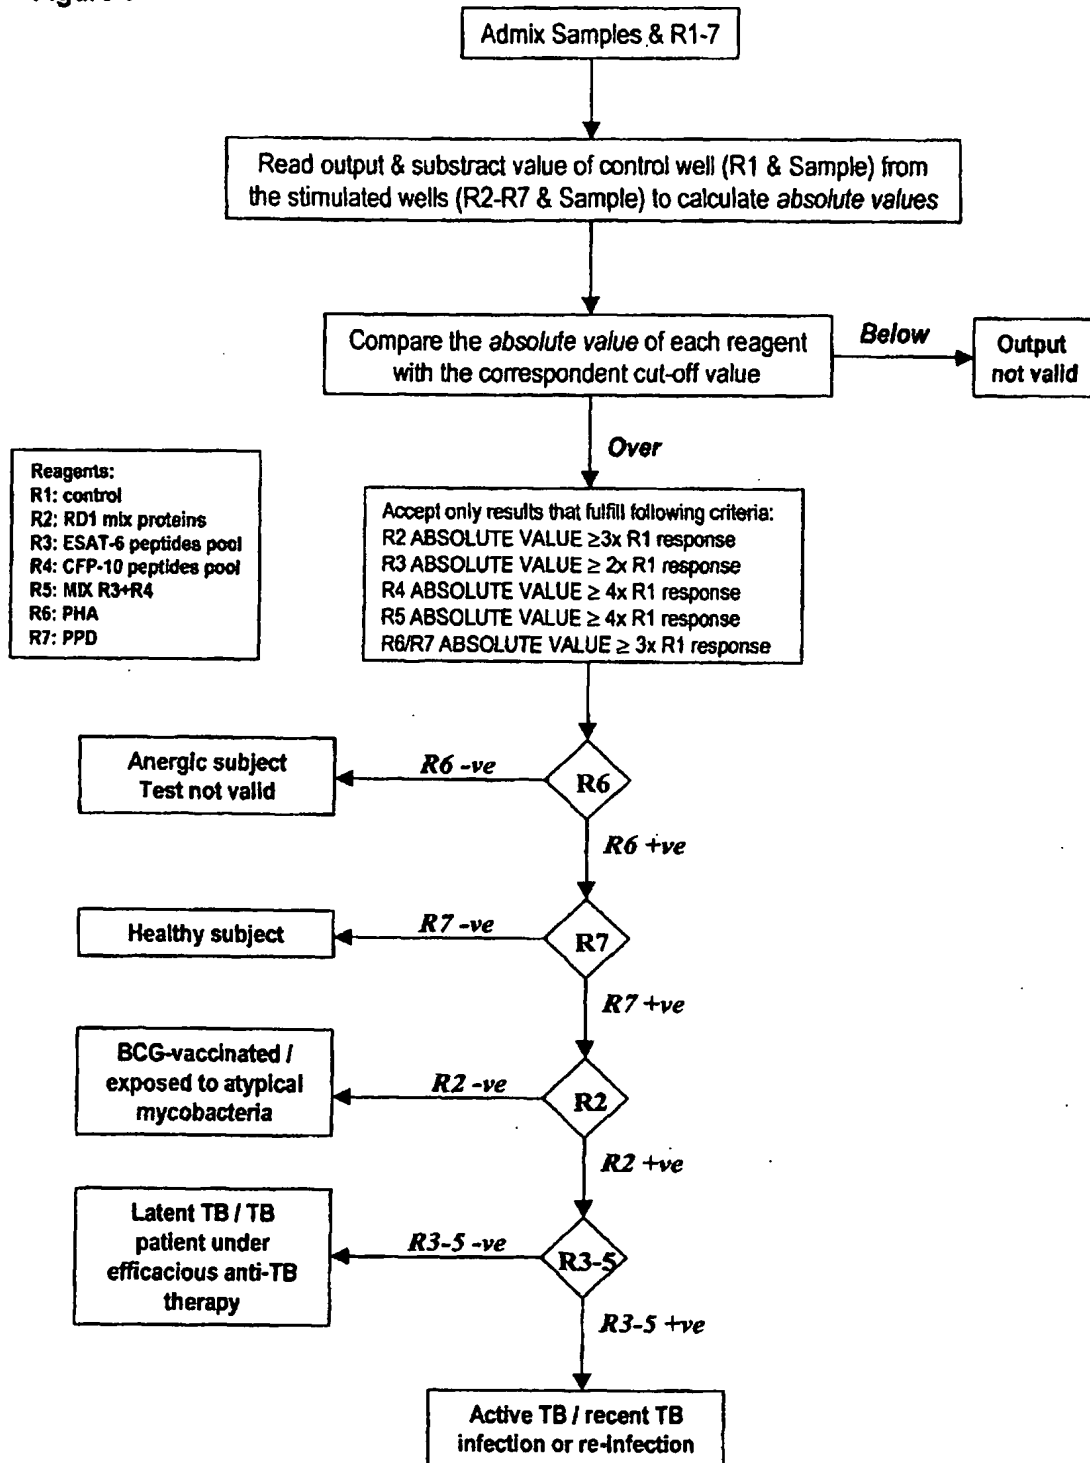 Admix Samples & R1-7
Read output & substract value of control well (R1 & Sample) from
the stimulated wells (R2-R7 & Sample) to calculate absolute values
Compare the absolute value of each reagent
with the correspondent cut-off value
Below
Output
not valid
Over
Reagents:
R1: control
R2: RD1 mix proteins
R3: ESAT-6 peptides pool
R4: CFP-10 peptides pool
R5: MIX R3+R4
R6: PHA
R7: PPD
Accept only results that fulfill following criteria:
R2 ABSOLUTE VALUE ≥3x R1 response
R3 ABSOLUTE VALUE ≥ 2x R1 response
R4 ABSOLUTE VALUE ≥ 4x R1 response
R5 ABSOLUTE VALUE ≥ 4x R1 response
R6/R7 ABSOLUTE VALUE ≥ 3x R1 response
Anergic subject
Test not valid
R6 -ve
R6
R6 +ve
Healthy subject
R7 -ve
R7
R7 +ve
BCG-vaccinated /
exposed to atypical
mycobacteria
R2 -ve
R2
R2 +ve
Latent TB / TB
patient under
efficacious anti-TB
therapy
R3-5 -ve
R3-5
R3-5 +ve
Active TB / recent TB
infection or re-infection